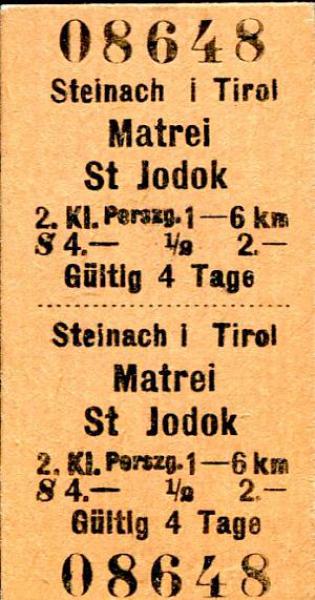 08648
Steinach i Tirol
Matrei
St Jodok
2. Kl. Perszg. 1—6 km
S 4.— ½ 2.—
Gültig 4 Tage
Steinach i Tirol
Matrei
St Jodok
2. Kl. Perszg. 1—6 km
S 4.— ½ 2.—
Gültig 4 Tage
08648